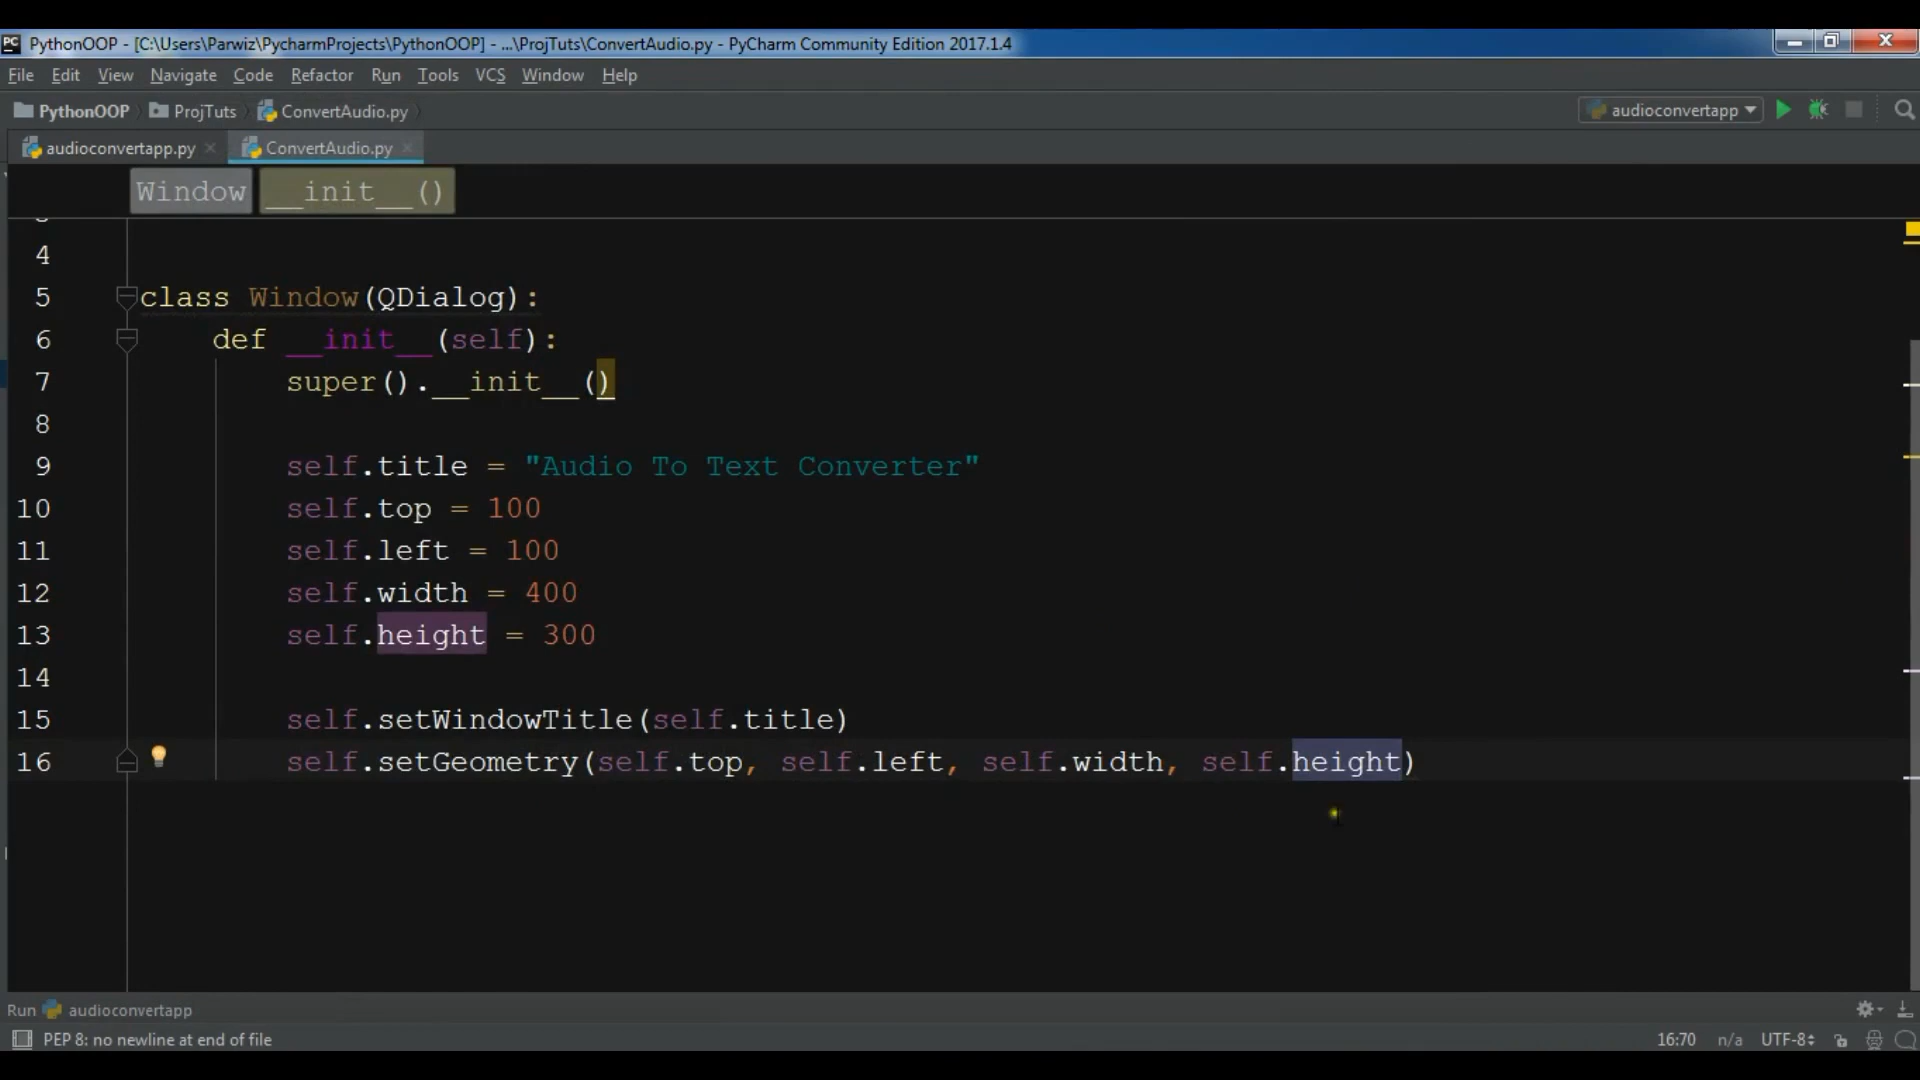 PythonOOP - [C:\Users\Parwiz\PycharmProjects\PythonOOP] - ...\ProjTuts\ConvertAudio.py - PyCharm Community Edition 2017.1.4
File Edit View Navigate Code Refactor Run Tools VCS Window Help
PythonOOP ProjTuts ConvertAudio.py audioconvertapp
audioconvertapp.py ConvertAudio.py
Window __init__()
4
5 class Window(QDialog):
6 def __init__(self):
7 super().__init__()
8
9 self.title = "Audio To Text Converter"
10 self.top = 100
11 self.left = 100
12 self.width = 400
13 self.height = 300
14
15 self.setWindowTitle(self.title)
16 self.setGeometry(self.top, self.left, self.width, self.height)
Run audioconvertapp
PEP 8: no newline at end of file 16:70 n/a UTF-8